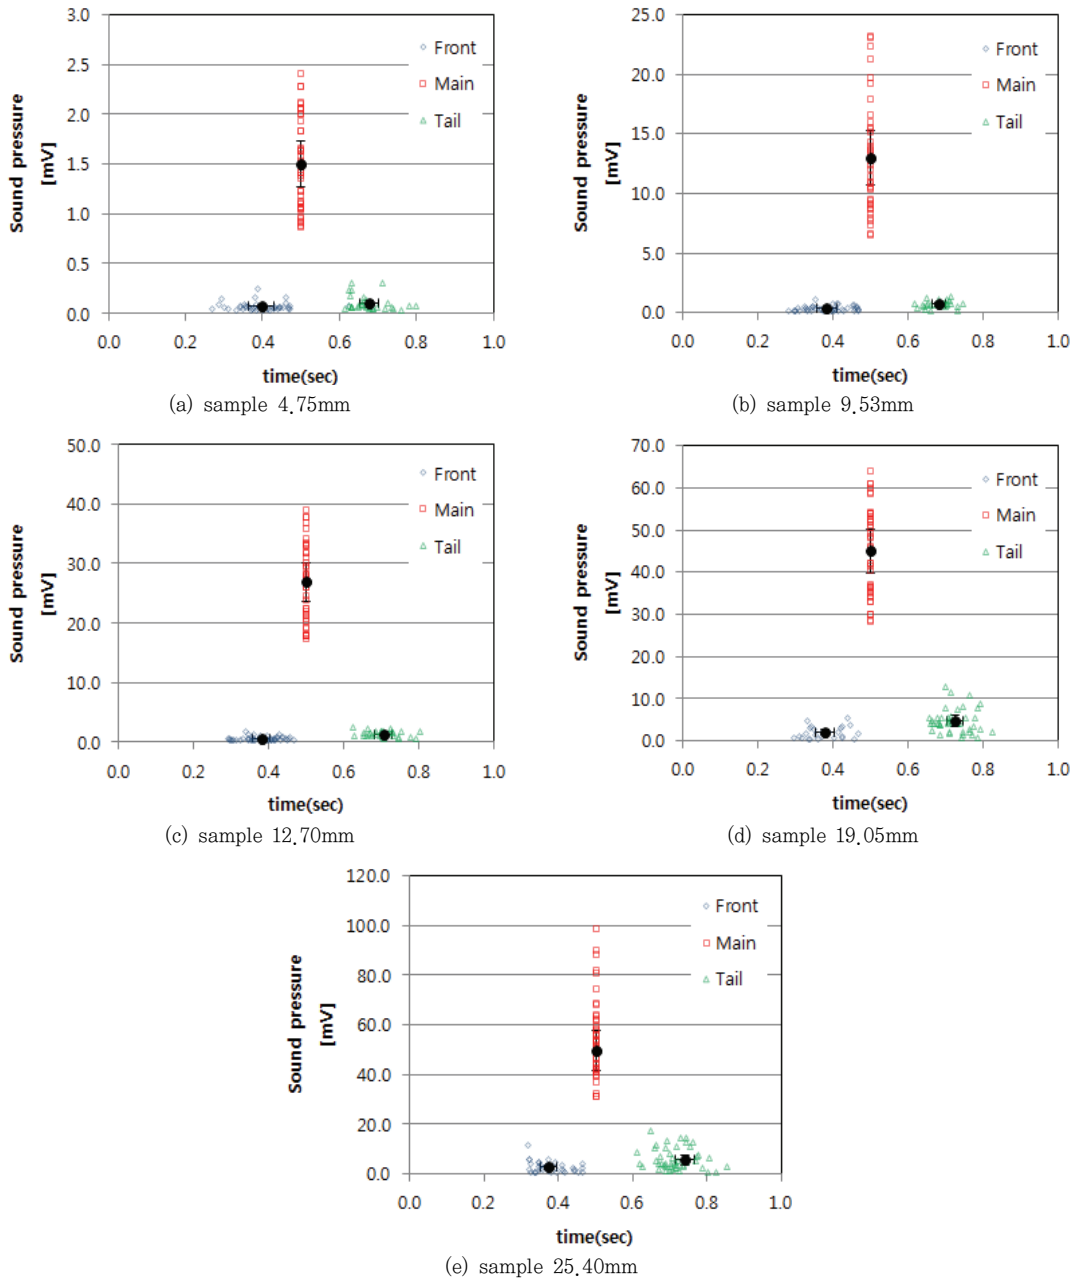 3.0
2.5
2.0
1.5
1.0
0.5
0.0
Sound pressure
[mV]
Front
Main
Tail
0.0 0.2 0.4 0.6 0.8 1.0
time(sec)
(a) sample 4.75mm
25.0
20.0
15.0
10.0
5.0
0.0
Sound pressure
[mV]
Front
Main
Tail
0.0 0.2 0.4 0.6 0.8 1.0
time(sec)
(b) sample 9.53mm
50.0
40.0
30.0
20.0
10.0
0.0
Sound pressure
[mV]
Front
Main
Tail
0.0 0.2 0.4 0.6 0.8 1.0
time(sec)
(c) sample 12.70mm
70.0
60.0
50.0
40.0
30.0
20.0
10.0
0.0
Sound pressure
[mV]
Front
Main
Tail
0.0 0.2 0.4 0.6 0.8 1.0
time(sec)
(d) sample 19.05mm
120.0
100.0
80.0
60.0
40.0
20.0
0.0
Sound pressure
[mV]
Front
Main
Tail
0.0 0.2 0.4 0.6 0.8 1.0
time(sec)
(e) sample 25.40mm